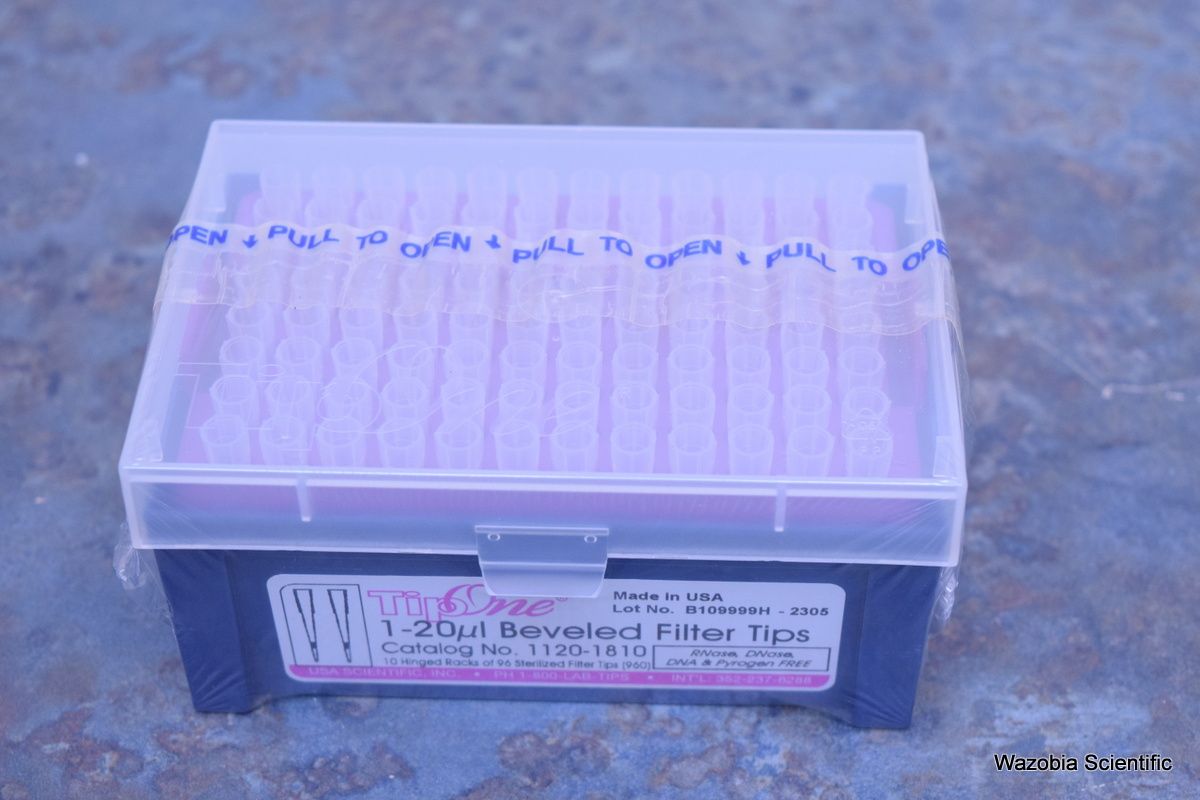 OPEN ↓ PULL TO OPEN ↓ PULL TO OPEN ↓ PULL TO OPE
TipOne®
Made in USA
Lot No. B109999H - 2305
1-20µl Beveled Filter Tips
Catalog No. 1120-1810
RNase, DNase,
DNA & Pyrogen FREE
10 Hinged Racks of 96 Sterilized Filter Tips (960)
USA SCIENTIFIC, INC. • PH 1-800-LAB-TIPS • INT'L: 352-237-6288
Wazobia Scientific